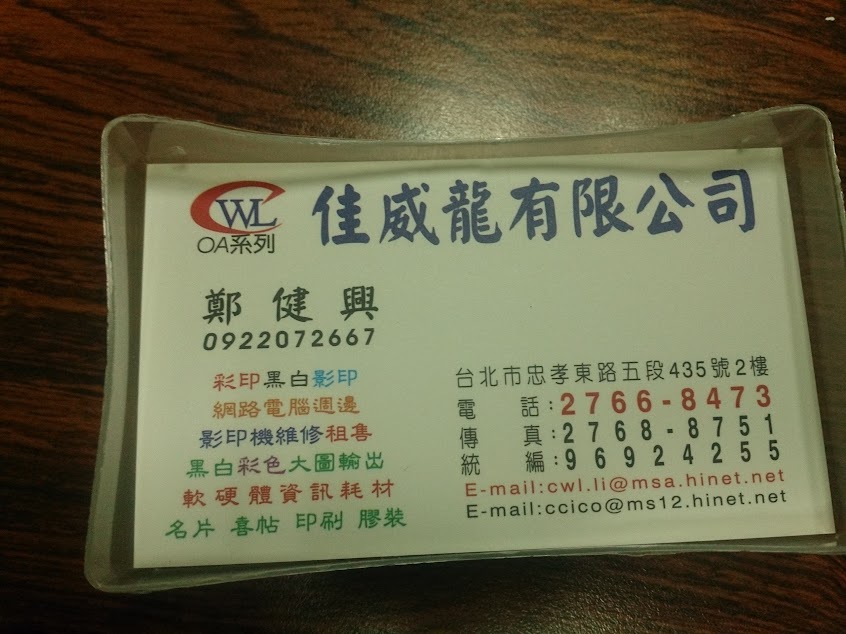 CWL
OA系列
佳威龍有限公司
鄭健興
0922072667
彩印黑白影印
網路電腦週邊
影印機維修租售
黑白彩色大圖輸出
軟硬體資訊耗材
名片 喜帖 印刷 膠裝
台北市忠孝東路五段435號2樓
電話:2766-8473
傳真:2768-8751
統編:96924255
E-mail:cwl.li@msa.hinet.net
E-mail:ccico@ms12.hinet.net